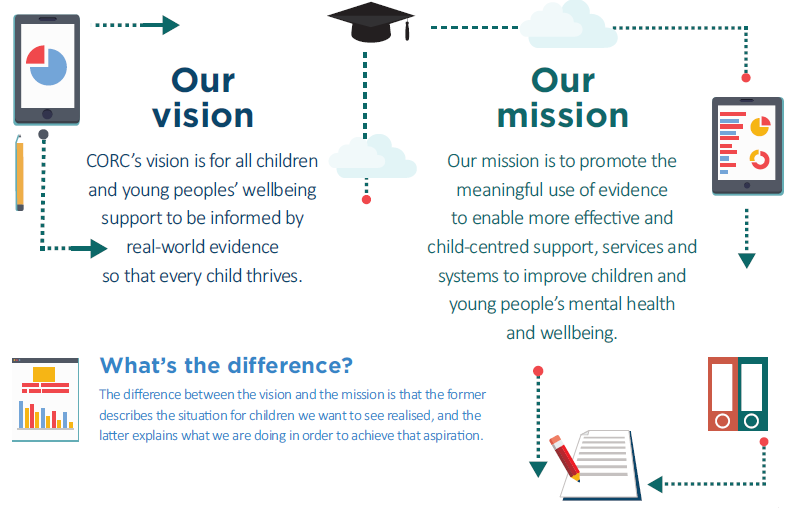 Our
vision
CORC's vision is for all children
and young peoples' wellbeing
support to be informed by
real-world evidence
so that every child thrives.
Our
mission
Our mission is to promote the
meaningful use of evidence
to enable more effective and
child-centred support, services and
systems to improve children and
young people's mental health
and wellbeing.
What's the difference?
The difference between the vision and the mission is that the former
describes the situation for children we want to see realised, and the
latter explains what we are doing in order to achieve that aspiration.